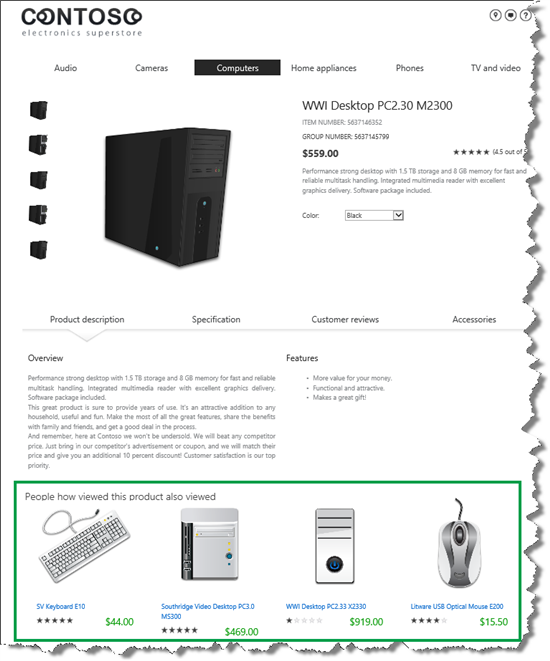 CONTOSO
electronics superstore
Audio Cameras Computers Home appliances Phones TV and video
WWI Desktop PC2.30 M2300
ITEM NUMBER: 5637146352
GROUP NUMBER: 5637145799
$559.00 ★★★★★ (4.5 out of 5
Performance strong desktop with 1.5 TB storage and 8 GB memory for fast and
reliable multitask handling. Integrated multimedia reader with excellent
graphics delivery. Software package included.
Color: Black
Product description Specification Customer reviews Accessories
Overview
Performance strong desktop with 1.5 TB storage and 8 GB memory for fast and reliable
multitask handling. Integrated multimedia reader with excellent graphics delivery.
Software package included.
This great product is sure to provide years of use. It's an attractive addition to any
household, useful and fun. Make the most of all the great features, share the benefits
with family and friends, and get a good deal in the process.
And remember, here at Contoso we won't be undersold. We will beat any competitor
price. Just bring in our competitor's advertisement or coupon, and we will match their
price and give you an additional 10 percent discount! Customer satisfaction is our top
priority.
Features
- More value for your money.
- Functional and attractive.
- Makes a great gift!
People how viewed this product also viewed
SV Keyboard E10
★★★★★ $44.00
Southridge Video Desktop PC3.0
MS300
★★★★★ $469.00
WWI Desktop PC2.33 X2330
★☆☆☆☆ $919.00
Litware USB Optical Mouse E200
★★★★☆ $15.50